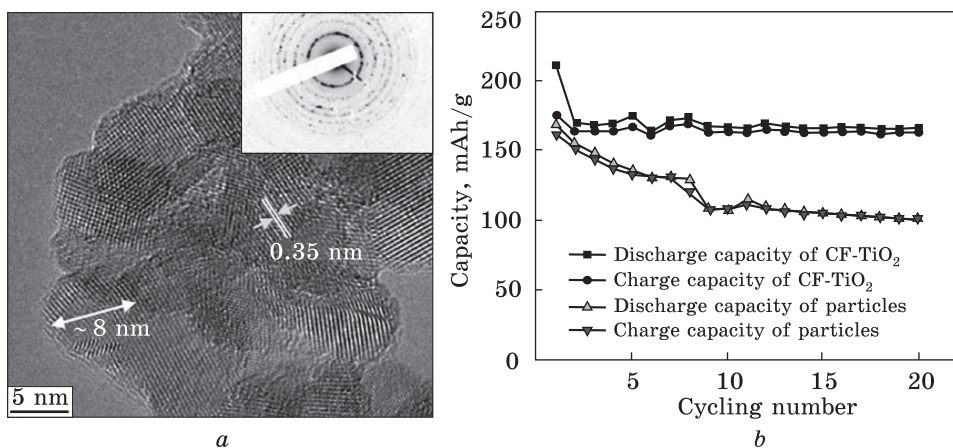 0.35 nm
~ 8 nm
5 nm
a
Capacity, mAh/g
250
200
150
100
50
0
Discharge capacity of CF-TiO₂
Charge capacity of CF-TiO₂
Discharge capacity of particles
Charge capacity of particles
5
10
15
20
Cycling number
b